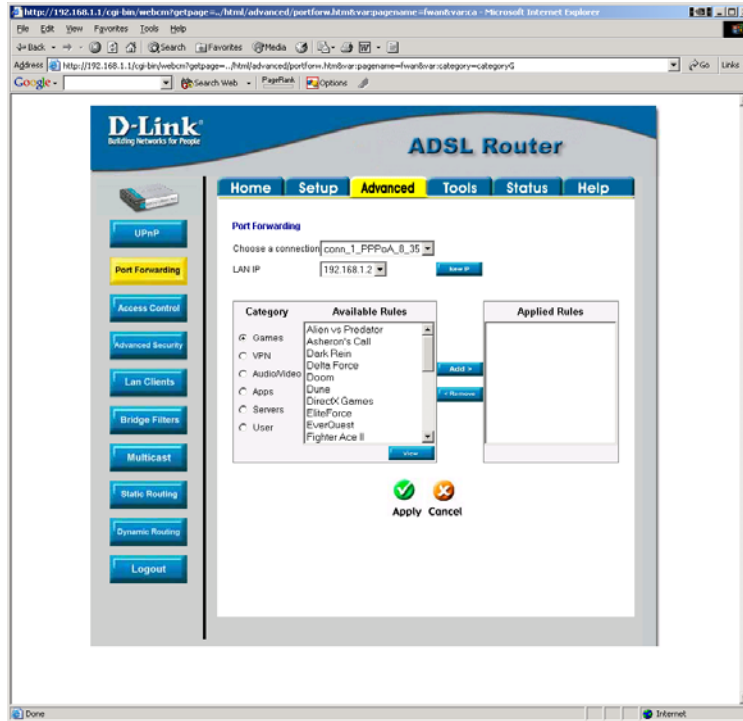 http://192.168.1.1/cgi-bin/webcm?getpage=../html/advanced/portforw.htm&var:pagename=fwan&var:ca - Microsoft Internet Explorer
File Edit View Favorites Tools Help
Back Search Favorites Media
Address http://192.168.1.1/cgi-bin/webcm?getpage=../html/advanced/portforw.htm&var:pagename=fwan&var:category=categoryG Go Links
Google Search Web PageRank Options
D-Link
Building Networks for People
ADSL Router
Home Setup Advanced Tools Status Help
UPnP
Port Forwarding
Access Control
Advanced Security
Lan Clients
Bridge Filters
Multicast
Static Routing
Dynamic Routing
Logout
Port Forwarding
Choose a connection conn_1_PPPoA_8_35
LAN IP 192.168.1.2 New IP
Category Available Rules Applied Rules
Games
VPN
Audio/Video
Apps
Servers
User
Alien vs Predator
Asheron's Call
Dark Rein
Delta Force
Doom
Dune
DirectX Games
EliteForce
EverQuest
Fighter Ace II
Add >
< Remove
View
Apply Cancel
Done Internet